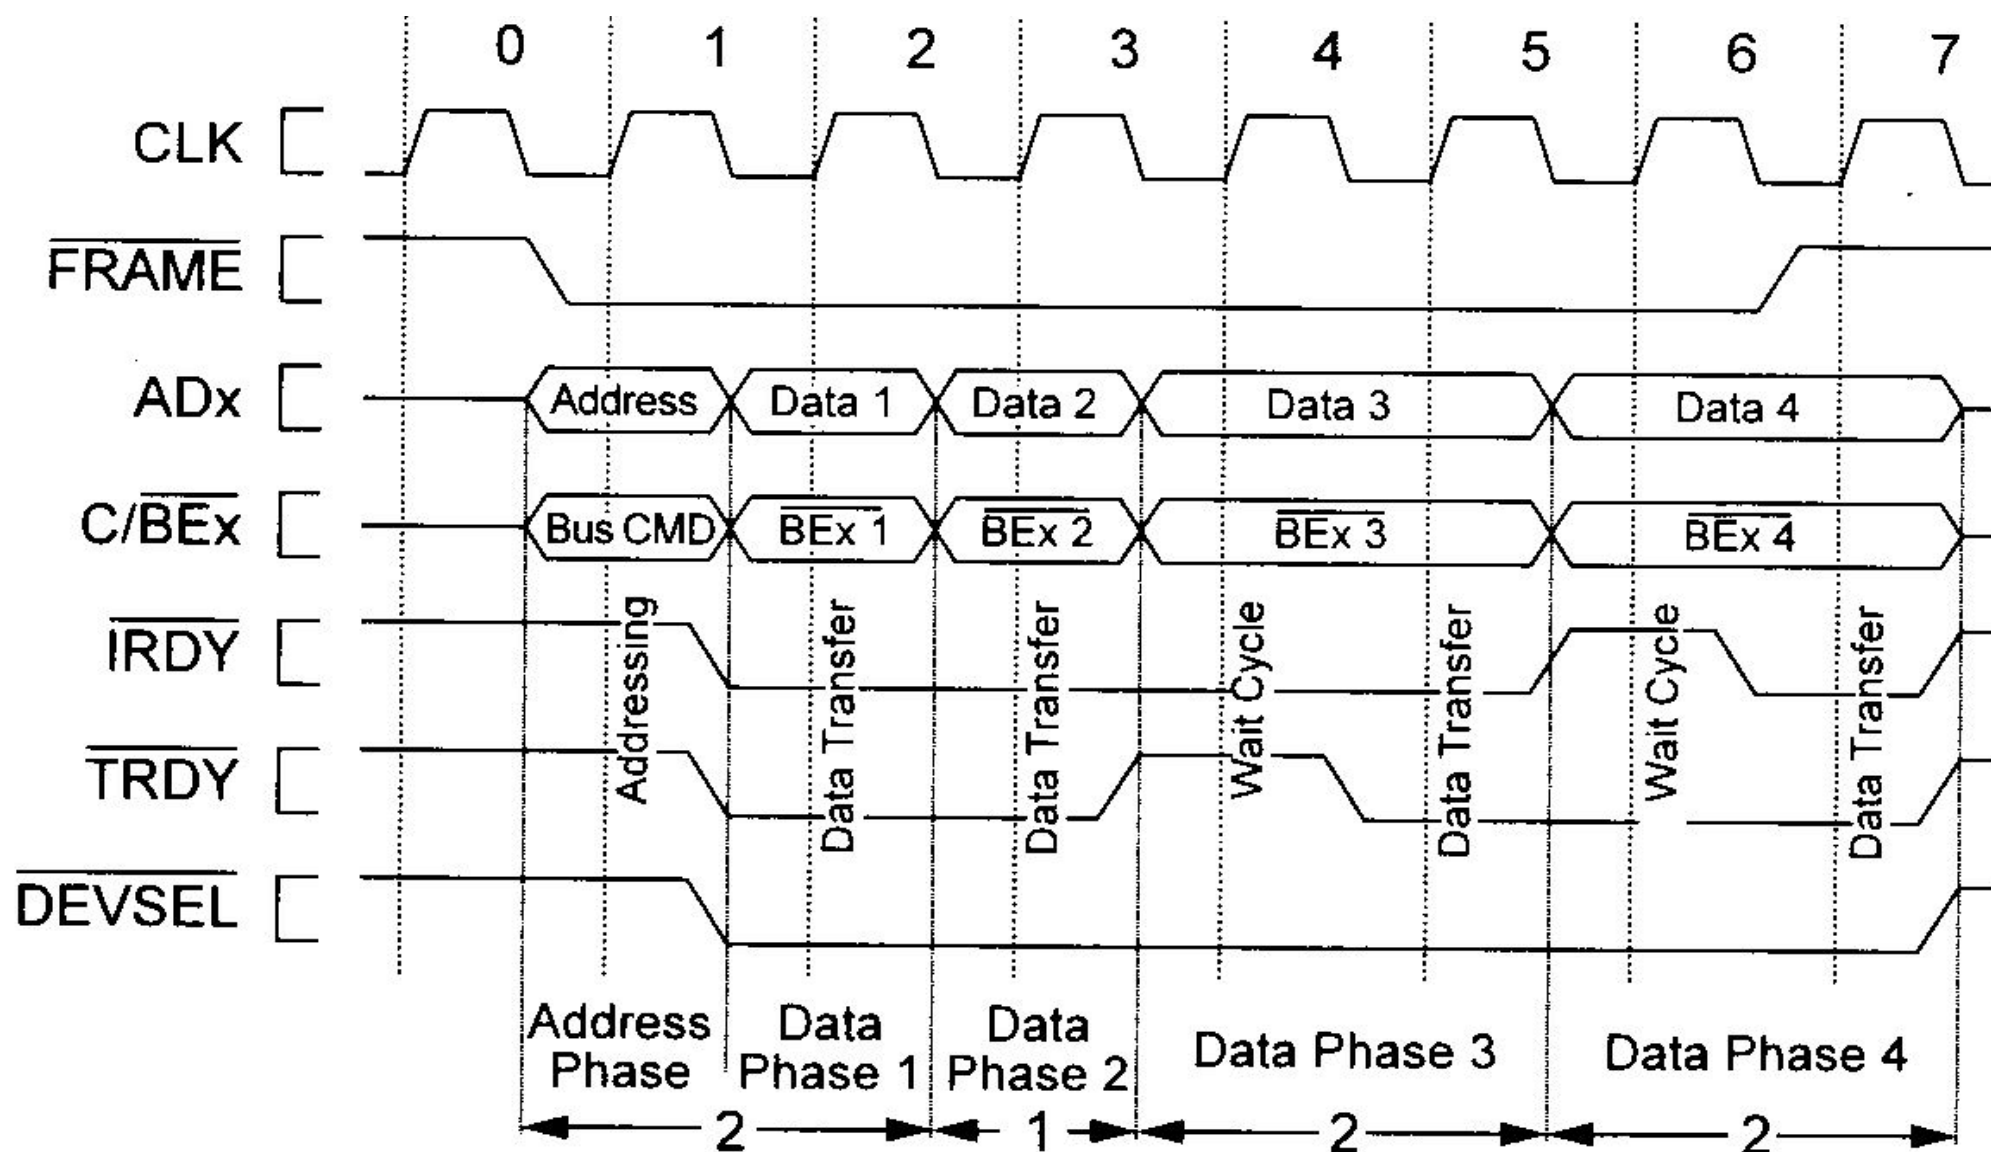 0 1 2 3 4 5 6 7
CLK
FRAME
ADx Address Data 1 Data 2 Data 3 Data 4
C/BEx Bus CMD BEx 1 BEx 2 BEx 3 BEx 4
IRDY
TRDY
DEVSEL
Addressing
Data Transfer
Data Transfer
Wait Cycle
Data Transfer
Wait Cycle
Data Transfer
Address
Phase
Data
Phase 1
Data
Phase 2
Data Phase 3
Data Phase 4
2 1 2 2